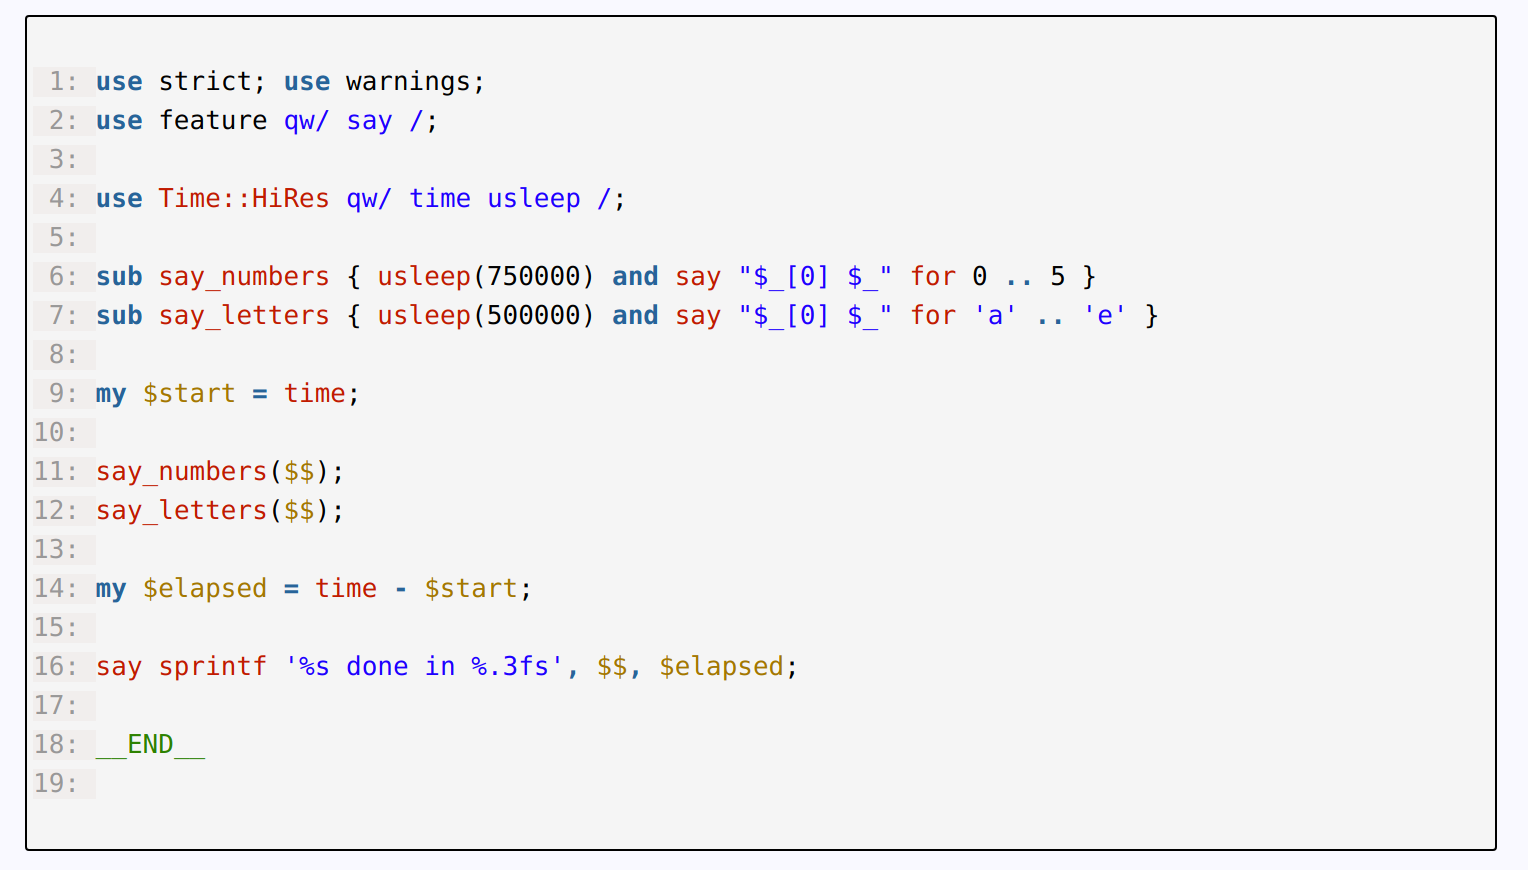 1: use strict; use warnings;
2: use feature qw/ say /;
3:
4: use Time::HiRes qw/ time usleep /;
5:
6: sub say_numbers { usleep(750000) and say "$_[0] $_" for 0 .. 5 }
7: sub say_letters { usleep(500000) and say "$_[0] $_" for 'a' .. 'e' }
8:
9: my $start = time;
10:
11: say_numbers($$);
12: say_letters($$);
13:
14: my $elapsed = time - $start;
15:
16: say sprintf '%s done in %.3fs', $$, $elapsed;
17:
18: __END__
19: